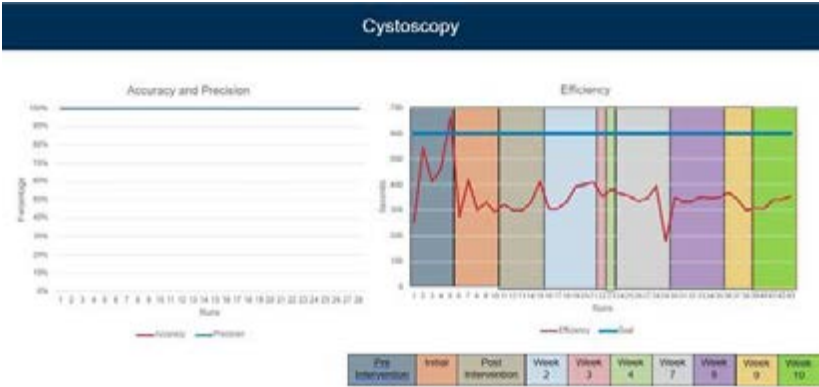 Cystoscopy
Accuracy and Precision
Efficiency
Percentage
100%
90%
80%
70%
60%
50%
40%
30%
20%
10%
0%
1 2 3 4 5 6 7 8 9 10 11 12 13 14 15 16 17 18 19 20 21 22 23 24 25 26 27 28
Runs
Accuracy Precision
Seconds
700
600
500
400
300
200
100
0
Runs
Efficiency Goal
Pre Intervention
Initial
Post Intervention
Week 2
Week 3
Week 4
Week 7
Week 8
Week 9
Week 10